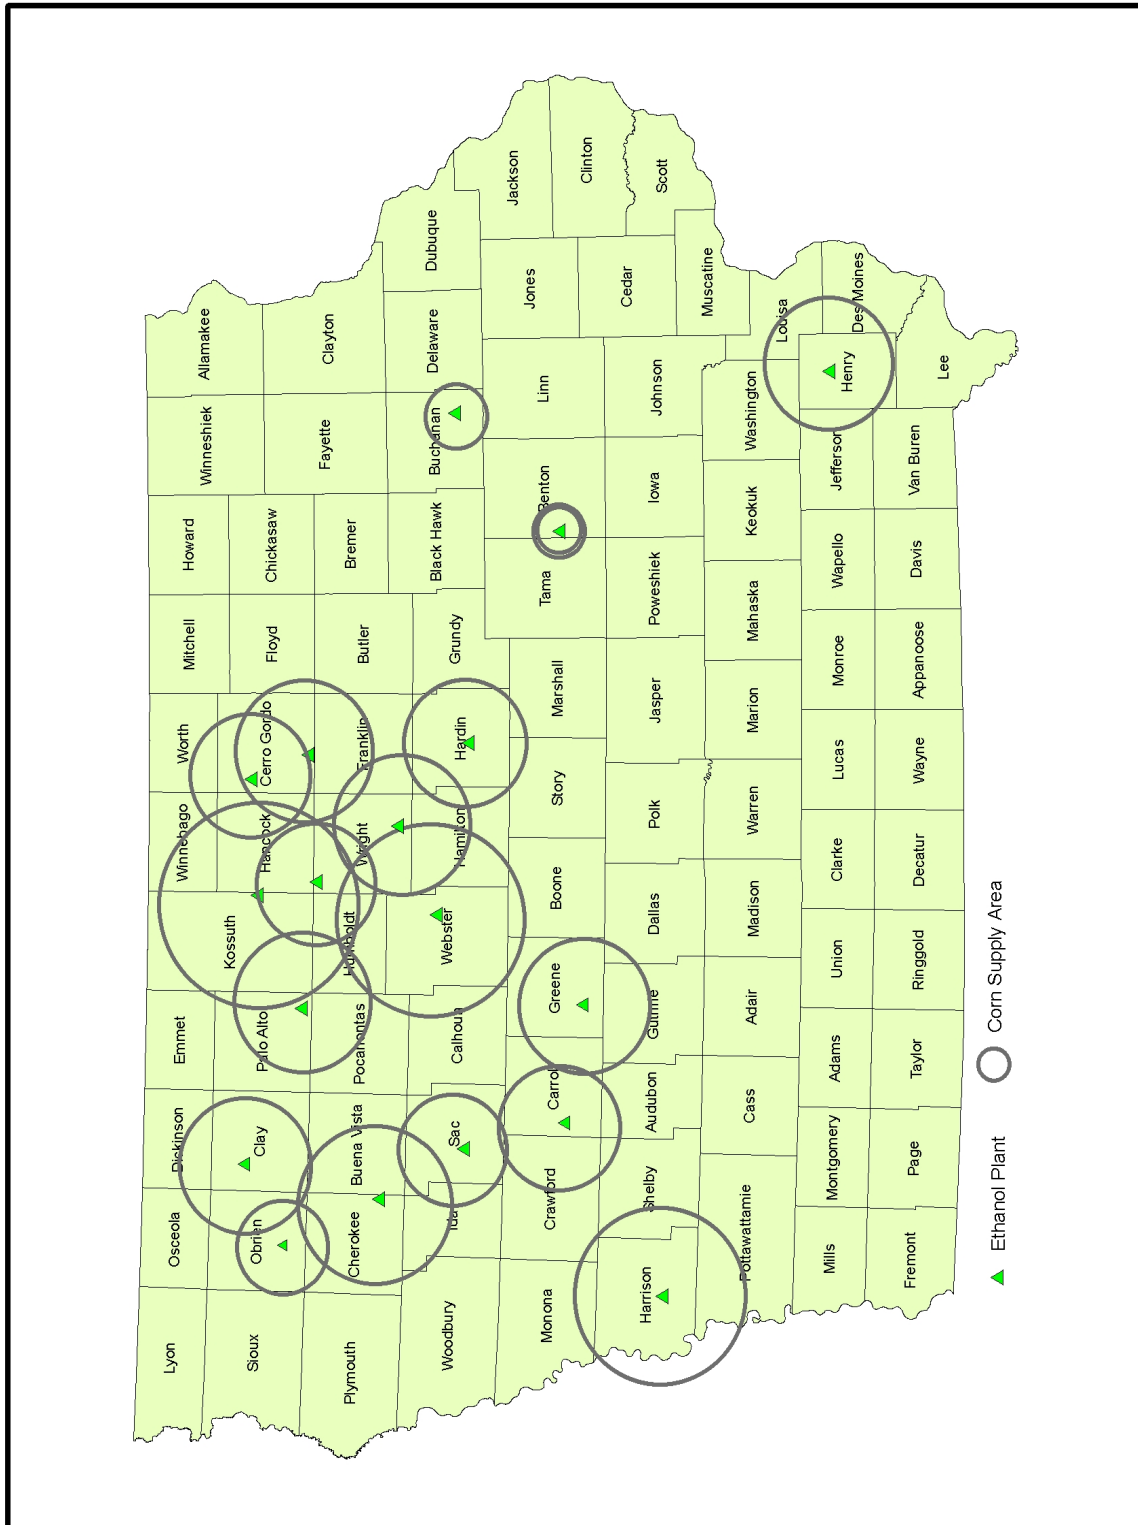 Lyon
Osceola
Dickinson
Emmet
Kossuth
Winnebago
Worth
Mitchell
Howard
Winneshiek
Allamakee
Sioux
Obrien
Clay
Palo Alto
Hancock
Cerro Gordo
Floyd
Chickasaw
Fayette
Clayton
Plymouth
Cherokee
Buena Vista
Pocahontas
Humboldt
Wright
Franklin
Butler
Bremer
Woodbury
Ida
Sac
Calhoun
Webster
Hamilton
Hardin
Grundy
Black Hawk
Buchanan
Delaware
Dubuque
Monona
Crawford
Carroll
Greene
Boone
Story
Marshall
Tama
Benton
Linn
Jones
Jackson
Clinton
Harrison
Shelby
Audubon
Guthrie
Dallas
Polk
Jasper
Poweshiek
Iowa
Johnson
Cedar
Scott
Muscatine
Pottawattamie
Cass
Adair
Madison
Warren
Marion
Mahaska
Keokuk
Washington
Louisa
Mills
Montgomery
Adams
Union
Clarke
Lucas
Monroe
Wapello
Jefferson
Henry
Des Moines
Fremont
Page
Taylor
Ringgold
Decatur
Wayne
Appanoose
Davis
Van Buren
Lee
Ethanol Plant
Corn Supply Area